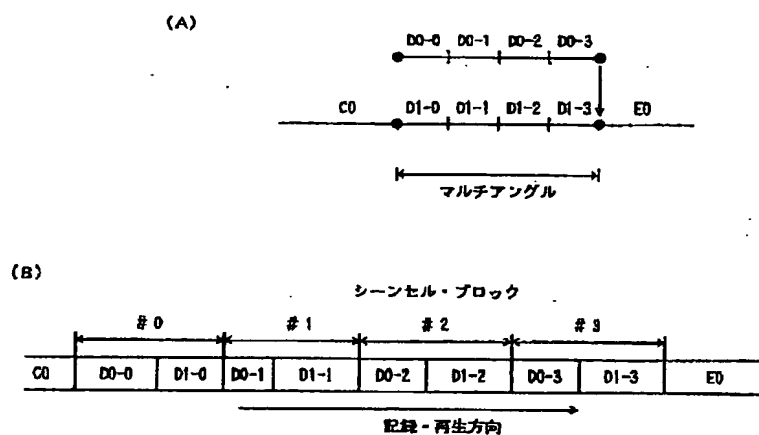 (A)
D0-0 D0-1 D0-2 D0-3
C0 D1-0 D1-1 D1-2 D1-3 E0
マルチアングル
(B)
シーンセル・ブロック
#0 #1 #2 #3
C0 D0-0 D1-0 D0-1 D1-1 D0-2 D1-2 D0-3 D1-3 E0
記録・再生方向